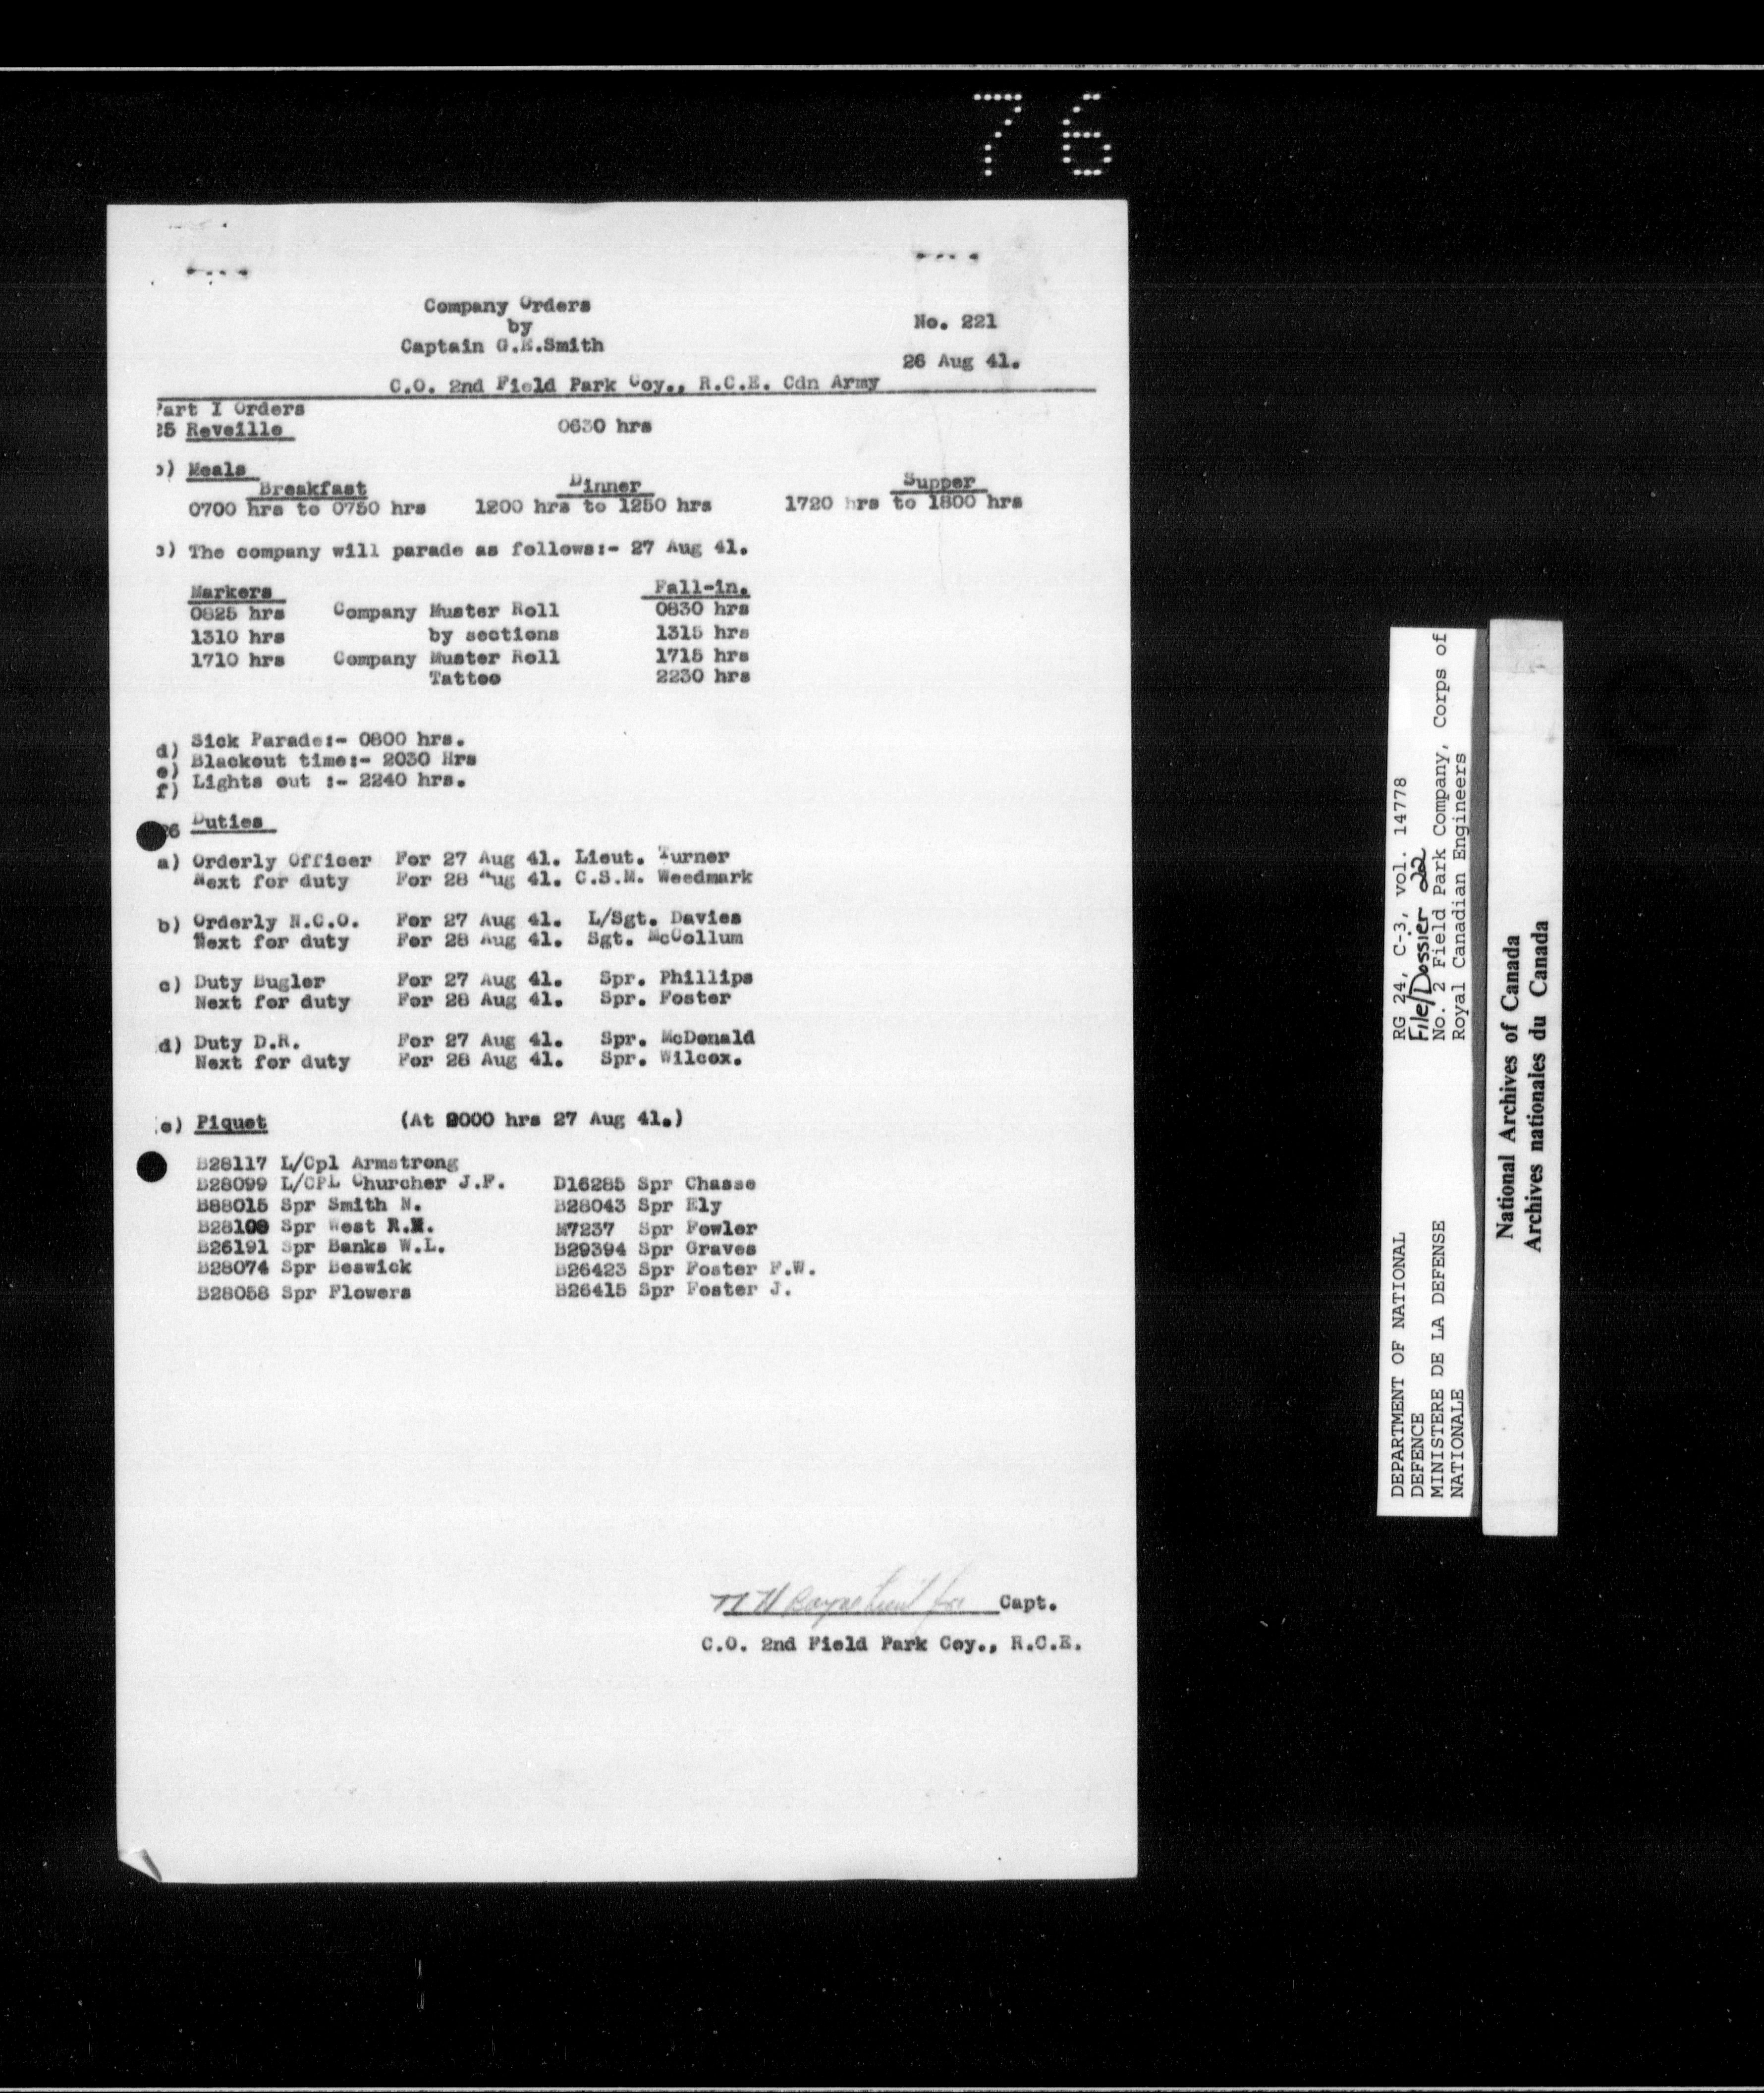 76
Company Orders
by
Captain G.E.Smith
No. 221
26 Aug 41.
C.O. 2nd Field Park Coy., R.C.E. Cdn Army
Part I Orders
25 Reveille 0630 hrs
b) Meals
Breakfast Dinner Supper
0700 hrs to 0750 hrs 1200 hrs to 1250 hrs 1720 hrs to 1800 hrs
c) The company will parade as follows:- 27 Aug 41.
Markers Fall-in.
0825 hrs Company Muster Roll 0830 hrs
1310 hrs by sections 1315 hrs
1710 hrs Company Muster Roll 1715 hrs
Tattoo 2230 hrs
d) Sick Parade:- 0800 hrs.
e) Blackout time:- 2030 Hrs
f) Lights out :- 2240 hrs.
26 Duties
a) Orderly Officer For 27 Aug 41. Lieut. Turner
Next for duty For 28 Aug 41. C.S.M. Weedmark
b) Orderly N.C.O. For 27 Aug 41. L/Sgt. Davies
Next for duty For 28 Aug 41. Sgt. McCollum
c) Duty Bugler For 27 Aug 41. Spr. Phillips
Next for duty For 28 Aug 41. Spr. Foster
d) Duty D.R. For 27 Aug 41. Spr. McDonald
Next for duty For 28 Aug 41. Spr. Wilcox.
e) Piquet (At 2000 hrs 27 Aug 41.)
B28117 L/Cpl Armstrong
B28099 L/CPL Churcher J.F. D16285 Spr Chasse
B88015 Spr Smith N. B28043 Spr Ely
B28100 Spr West R.M. M7237 Spr Fowler
B26191 Spr Banks W.L. B29394 Spr Graves
B28074 Spr Beswick B26423 Spr Foster F.W.
B28058 Spr Flowers B26415 Spr Foster J.
Lieut for Capt.
C.O. 2nd Field Park Coy., R.C.E.
DEPARTMENT OF NATIONAL
DEFENCE
MINISTERE DE LA DEFENSE
NATIONALE
RG 24, C-3, vol. 14778
File/Dossier 222
No. 2 Field Park Company, Corps of
Royal Canadian Engineers
National Archives of Canada
Archives nationales du Canada